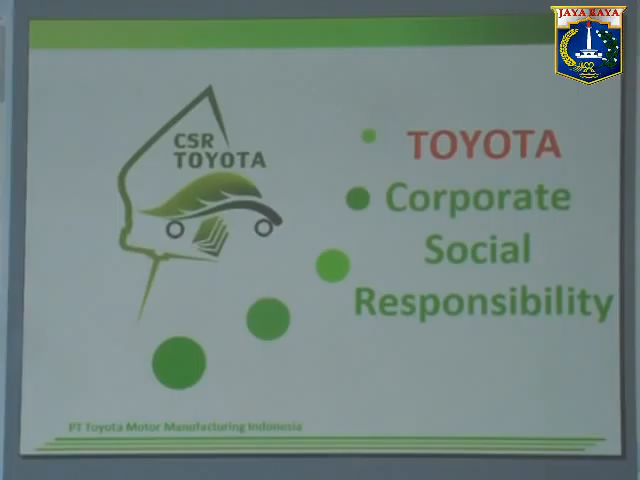 JAYA RAYA
CSR
TOYOTA
TOYOTA
Corporate
Social
Responsibility
PT Toyota Motor Manufacturing Indonesia